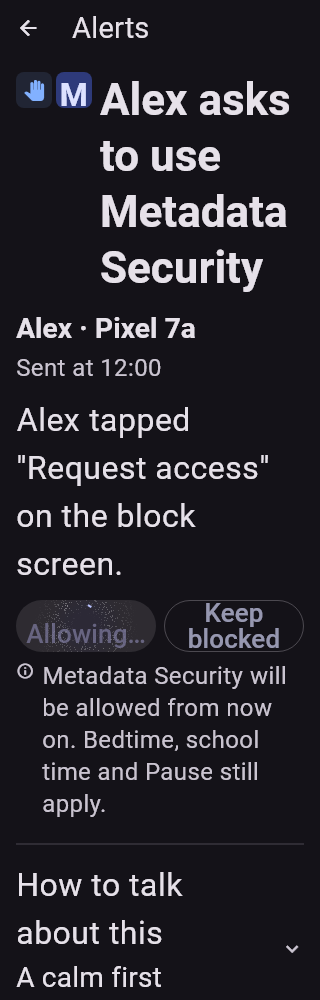 Alerts
M
Alex asks
to use
Metadata
Security
Alex · Pixel 7a
Sent at 12:00
Alex tapped
"Request access"
on the block
screen.
Allowing…
Keep
blocked
Metadata Security will
be allowed from now
on. Bedtime, school
time and Pause still
apply.
How to talk
about this
A calm first